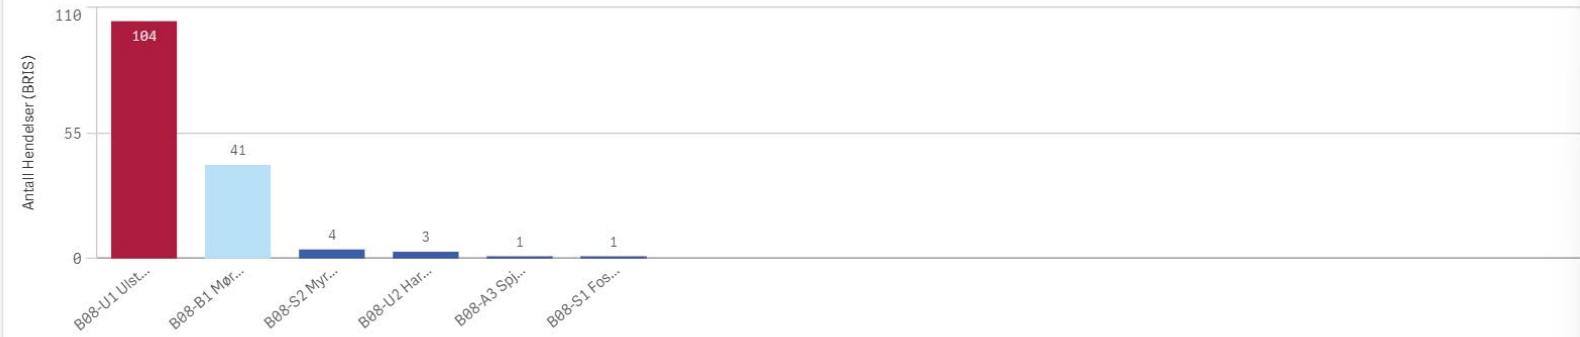 Antall Hendelser (BRIS)
110
55
0
104
41
4
3
1
1
B08-U1 Ulst...
B08-B1 Mør...
B08-S2 Myr...
B08-U2 Har...
B08-A3 Spj...
B08-S1 Fos...